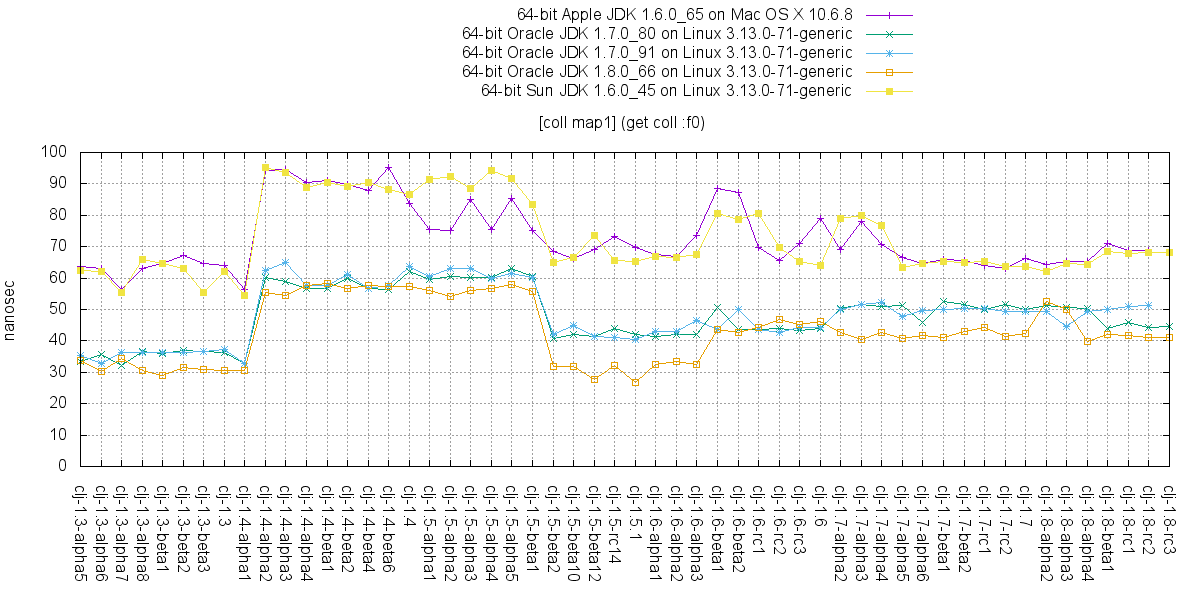 64-bit Apple JDK 1.6.0_65 on Mac OS X 10.6.8
64-bit Oracle JDK 1.7.0_80 on Linux 3.13.0-71-generic
64-bit Oracle JDK 1.7.0_91 on Linux 3.13.0-71-generic
64-bit Oracle JDK 1.8.0_66 on Linux 3.13.0-71-generic
64-bit Sun JDK 1.6.0_45 on Linux 3.13.0-71-generic
[coll map1] (get coll :f0)
100
90
80
70
60
50
40
30
20
10
0
nanosec
clj-1.3-alpha5
clj-1.3-alpha6
clj-1.3-alpha7
clj-1.3-alpha8
clj-1.3-beta1
clj-1.3-beta2
clj-1.3-beta3
clj-1.3
clj-1.4-alpha1
clj-1.4-alpha2
clj-1.4-alpha3
clj-1.4-alpha4
clj-1.4-beta1
clj-1.4-beta2
clj-1.4-beta4
clj-1.4-beta6
clj-1.4
clj-1.5-alpha1
clj-1.5-alpha2
clj-1.5-alpha3
clj-1.5-alpha4
clj-1.5-alpha5
clj-1.5-beta1
clj-1.5-beta2
clj-1.5-beta10
clj-1.5-beta12
clj-1.5-rc14
clj-1.5.1
clj-1.6-alpha1
clj-1.6-alpha2
clj-1.6-alpha3
clj-1.6-beta1
clj-1.6-beta2
clj-1.6-rc1
clj-1.6-rc2
clj-1.6-rc3
clj-1.6
clj-1.7-alpha2
clj-1.7-alpha3
clj-1.7-alpha4
clj-1.7-alpha5
clj-1.7-alpha6
clj-1.7-beta1
clj-1.7-beta2
clj-1.7-rc1
clj-1.7-rc2
clj-1.7
clj-1.8-alpha2
clj-1.8-alpha3
clj-1.8-alpha4
clj-1.8-beta1
clj-1.8-rc1
clj-1.8-rc2
clj-1.8-rc3